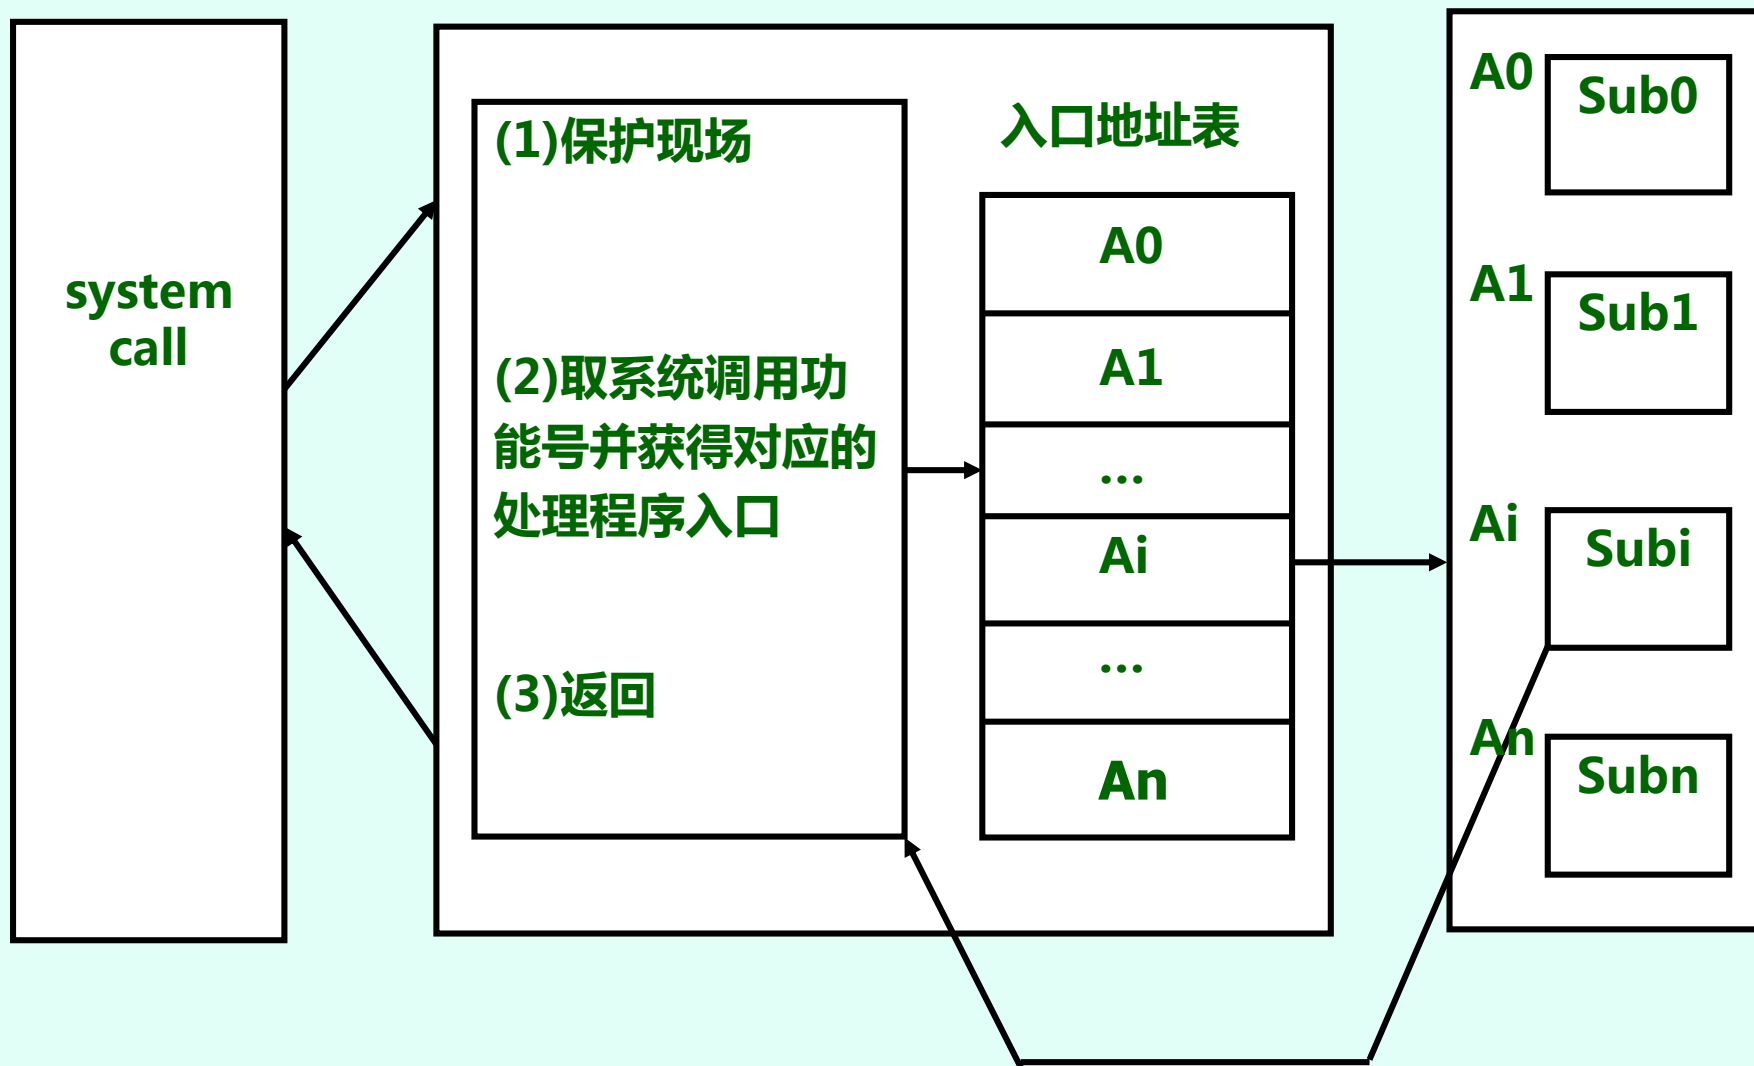 system
call
(1)保护现场
(2)取系统调用功
能号并获得对应的
处理程序入口
(3)返回
入口地址表
A0
A1
...
Ai
...
An
A0
Sub0
A1
Sub1
Ai
Subi
An
Subn